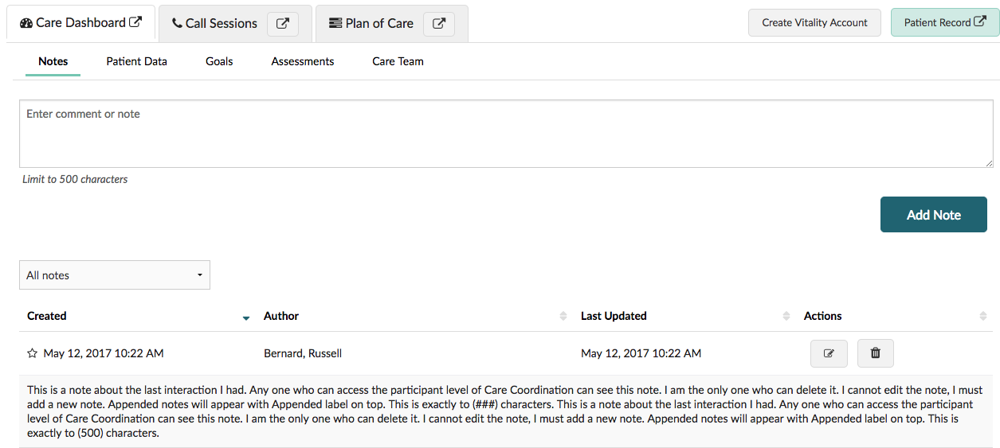 Care Dashboard Call Sessions Plan of Care Create Vitality Account Patient Record
Notes Patient Data Goals Assessments Care Team
Enter comment or note
Limit to 500 characters
Add Note
All notes
Created Author Last Updated Actions
May 12, 2017 10:22 AM Bernard, Russell May 12, 2017 10:22 AM
This is a note about the last interaction I had. Any one who can access the participant level of Care Coordination can see this note. I am the only one who can delete it. I cannot edit the note, I must
add a new note. Appended notes will appear with Appended label on top. This is exactly to (###) characters. This is a note about the last interaction I had. Any one who can access the participant
level of Care Coordination can see this note. I am the only one who can delete it. I cannot edit the note, I must add a new note. Appended notes will appear with Appended label on top. This is
exactly to (500) characters.